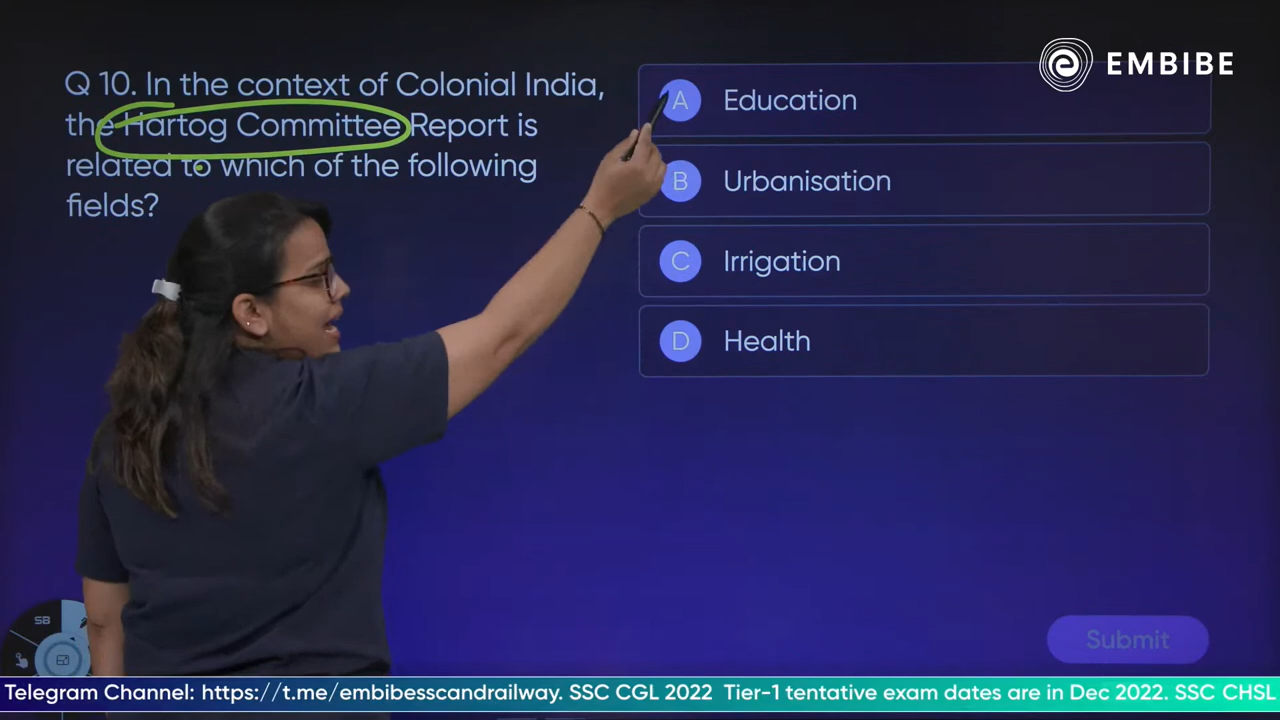 EMBIBE
Q 10. In the context of Colonial India,
the Hartog Committee Report is
related to which of the following
fields?
A Education
B Urbanisation
C Irrigation
D Health
SB
Submit
Telegram Channel: https://t.me/embibesscandrailway. SSC CGL 2022 Tier-1 tentative exam dates are in Dec 2022. SSC CHSL